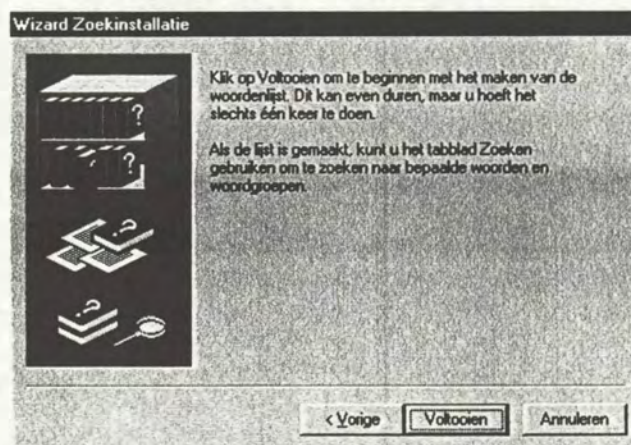 Wizard Zoekinstallatie
Klik op Voltooien om te beginnen met het maken van de
woordenlijst. Dit kan even duren, maar u hoeft het
slechts één keer te doen.
Als de lijst is gemaakt, kunt u het tabblad Zoeken
gebruiken om te zoeken naar bepaalde woorden en
woordgroepen.
?
?
?
?
< Vorige
Voltooien
Annuleren